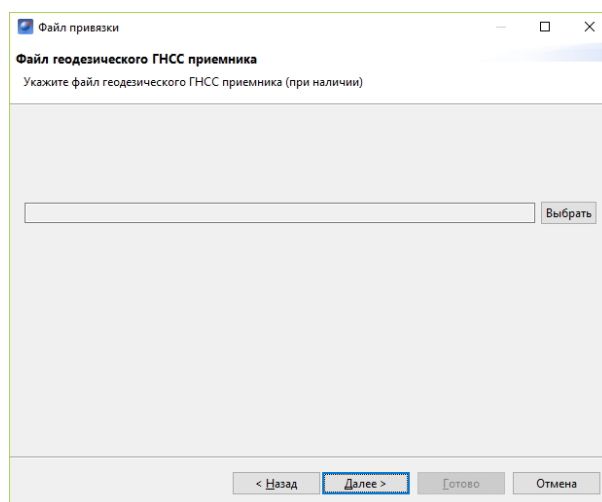 Файл привязки
Файл геодезического ГНСС приемника
Укажите файл геодезического ГНСС приемника (при наличии)
Выбрать
< Назад Далее > Готово Отмена